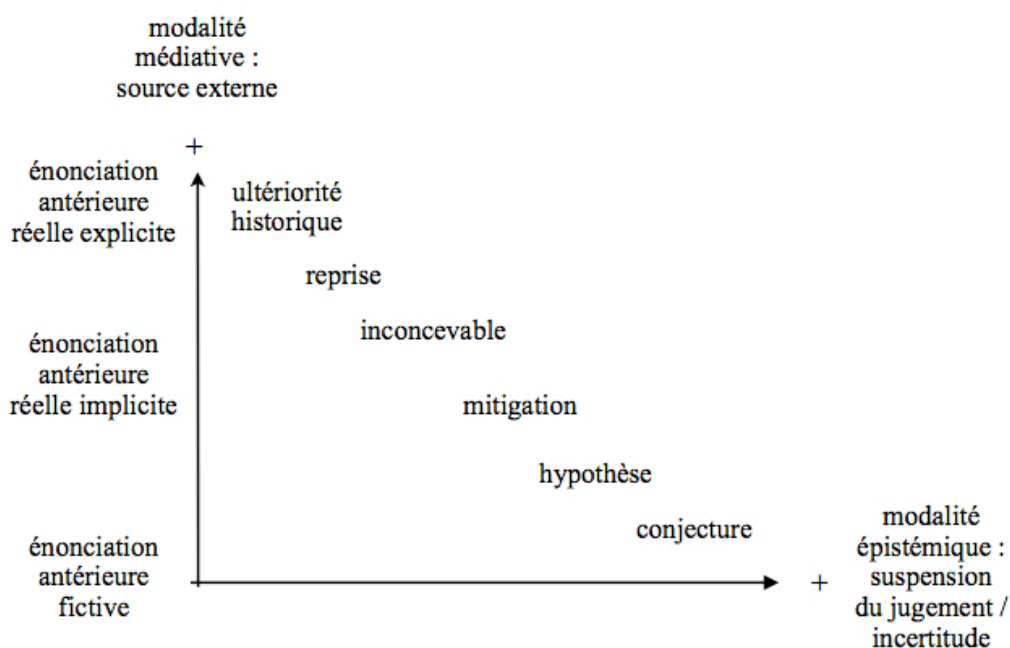 modalité
médiative :
source externe
+
énonciation
antérieure
réelle explicite
ultériorité
historique
reprise
inconcevable
énonciation
antérieure
réelle implicite
mitigation
hypothèse
conjecture
énonciation
antérieure
fictive
+
modalité
épistémique :
suspension
du jugement /
incertitude